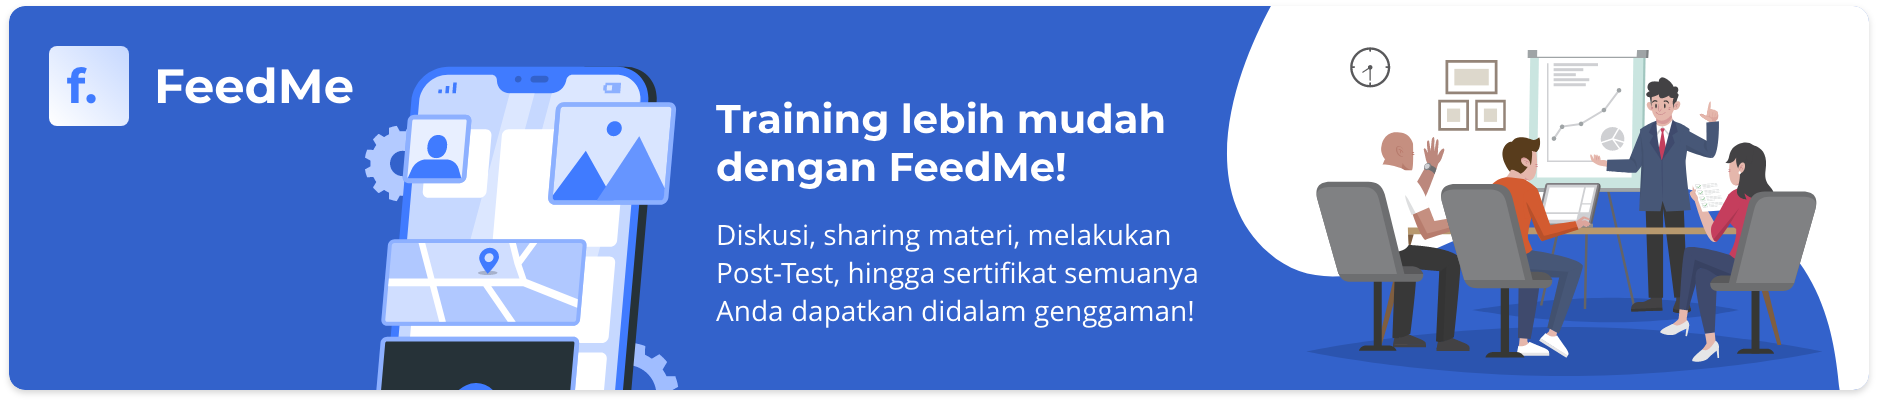 f.
FeedMe
Training lebih mudah
dengan FeedMe!
Diskusi, sharing materi, melakukan
Post-Test, hingga sertifikat semuanya
Anda dapatkan didalam genggaman!